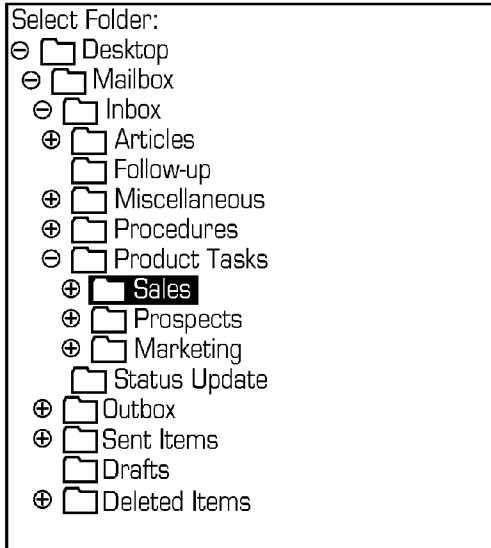 Select Folder:
Desktop
Mailbox
Inbox
Articles
Follow-up
Miscellaneous
Procedures
Product Tasks
Sales
Prospects
Marketing
Status Update
Outbox
Sent Items
Drafts
Deleted Items